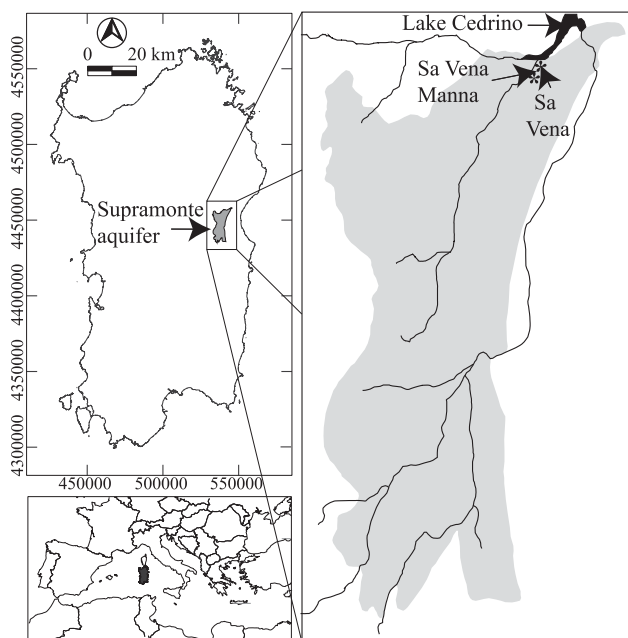 0 20 km
4550000
4500000
4450000
4400000
4350000
4300000
450000 500000 550000
Supramonte
aquifer
Lake Cedrino
Sa Vena
Manna
Sa
Vena